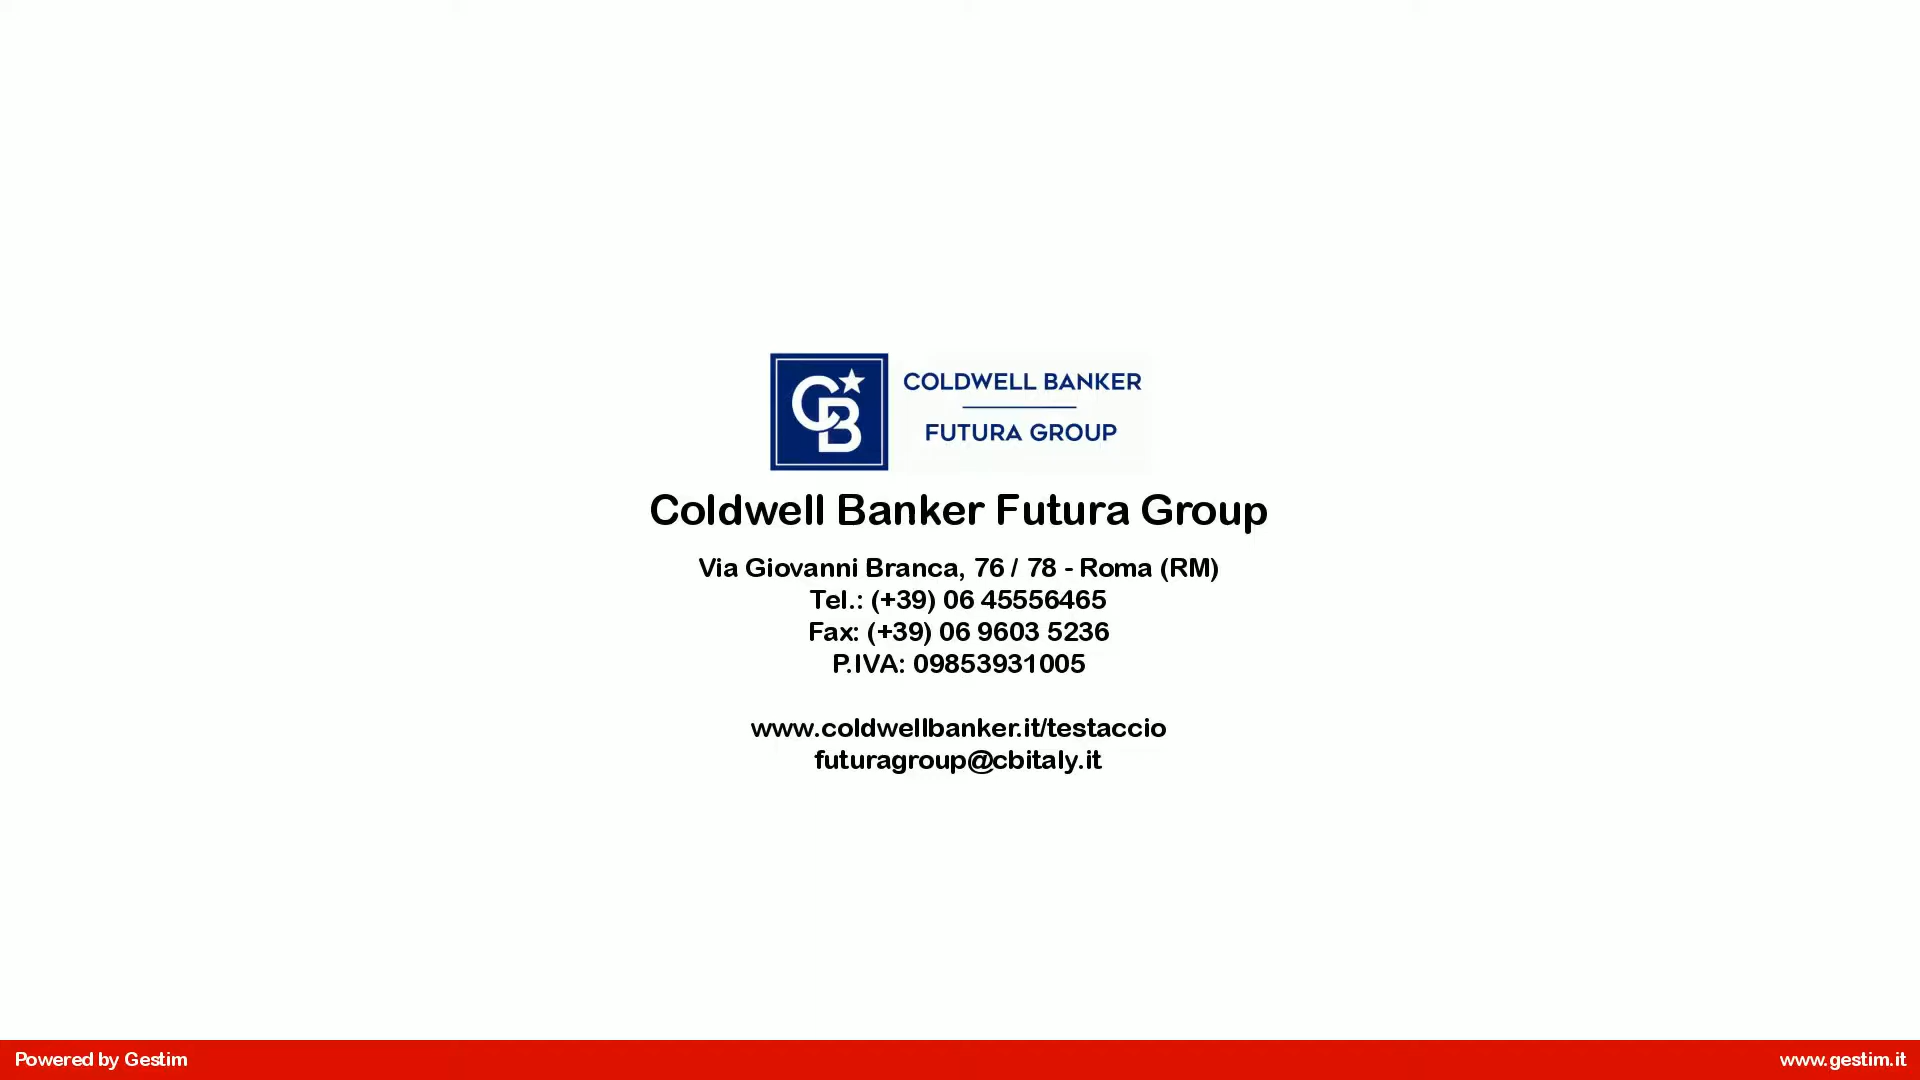 CB
COLDWELL BANKER
FUTURA GROUP
Coldwell Banker Futura Group
Via Giovanni Branca, 76 / 78 - Roma (RM)
Tel.: (+39) 06 45556465
Fax: (+39) 06 9603 5236
P.IVA: 09853931005
www.coldwellbanker.it/testaccio
futuragroup@cbitaly.it
Powered by Gestim
www.gestim.it